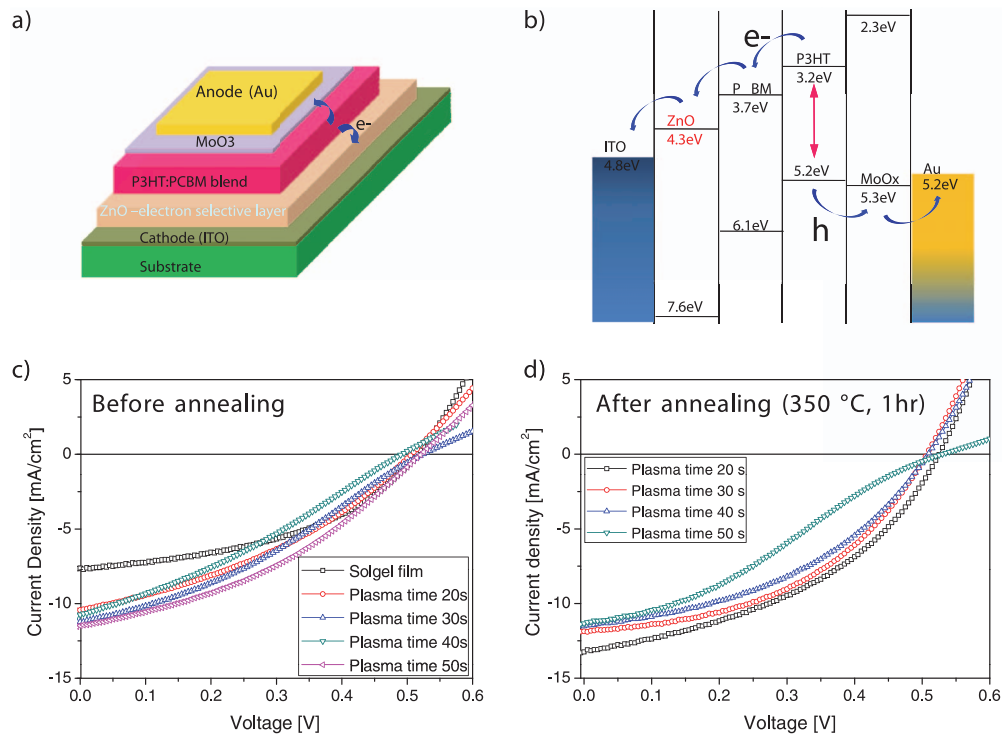 a)
Anode (Au)
e-
MoO3
P3HT:PCBM blend
ZnO –electron selective layer
Cathode (ITO)
Substrate
b)
2.3eV
e-
P3HT
3.2eV
P BM
3.7eV
ZnO
4.3eV
ITO
4.8eV
5.2eV
MoOx
5.3eV
Au
5.2eV
h
6.1eV
7.6eV
c)
Before annealing
Current Density [mA/cm²]
5
0
-5
-10
-15
Solgel film
Plasma time 20s
Plasma time 30s
Plasma time 40s
Plasma time 50s
0.0 0.1 0.2 0.3 0.4 0.5 0.6
Voltage [V]
d)
After annealing (350 °C, 1hr)
Current density [mA/cm²]
5
0
-5
-10
-15
Plasma time 20 s
Plasma time 30 s
Plasma time 40 s
Plasma time 50 s
0.0 0.1 0.2 0.3 0.4 0.5 0.6
Voltage [V]